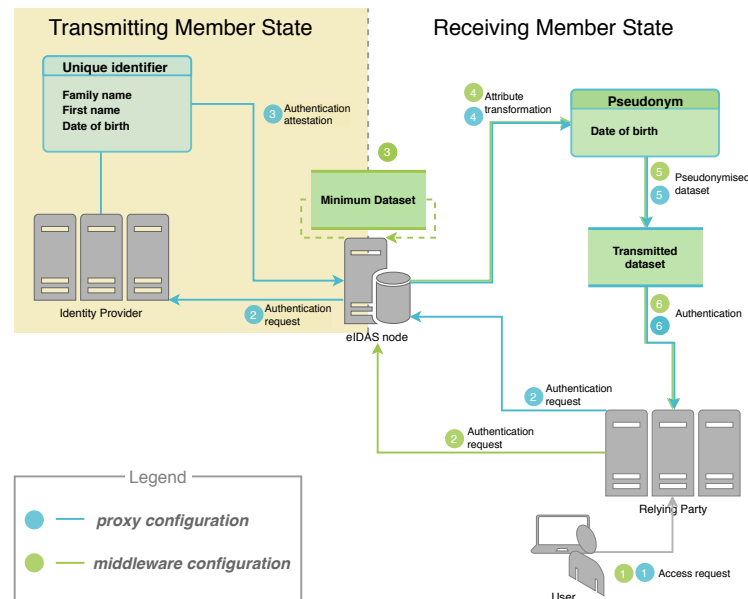 Transmitting Member State
Receiving Member State
Unique identifier
Family name
First name
Date of birth
3 Authentication
attestation
4
4
Attribute
transformation
Pseudonym
Date of birth
3
Minimum Dataset
5
5
Pseudonymised
dataset
Transmitted
dataset
Identity Provider
2 Authentication
request
eIDAS node
6
6
Authentication
2 Authentication
request
2 Authentication
request
Relying Party
1 1 Access request
User
Legend
proxy configuration
middleware configuration